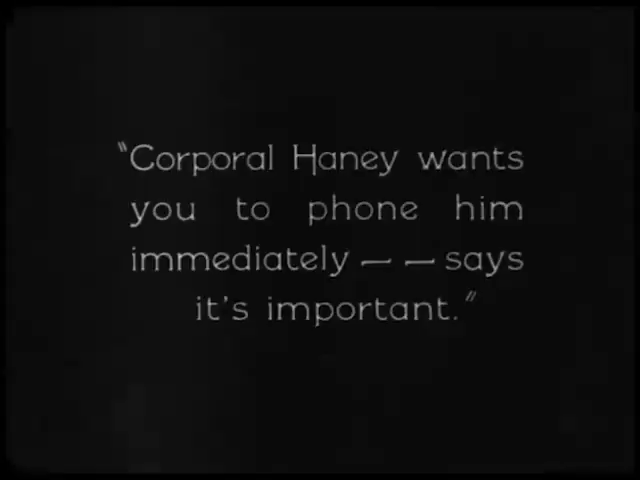 "Corporal Haney wants
you to phone him
immediately — — says
it's important."